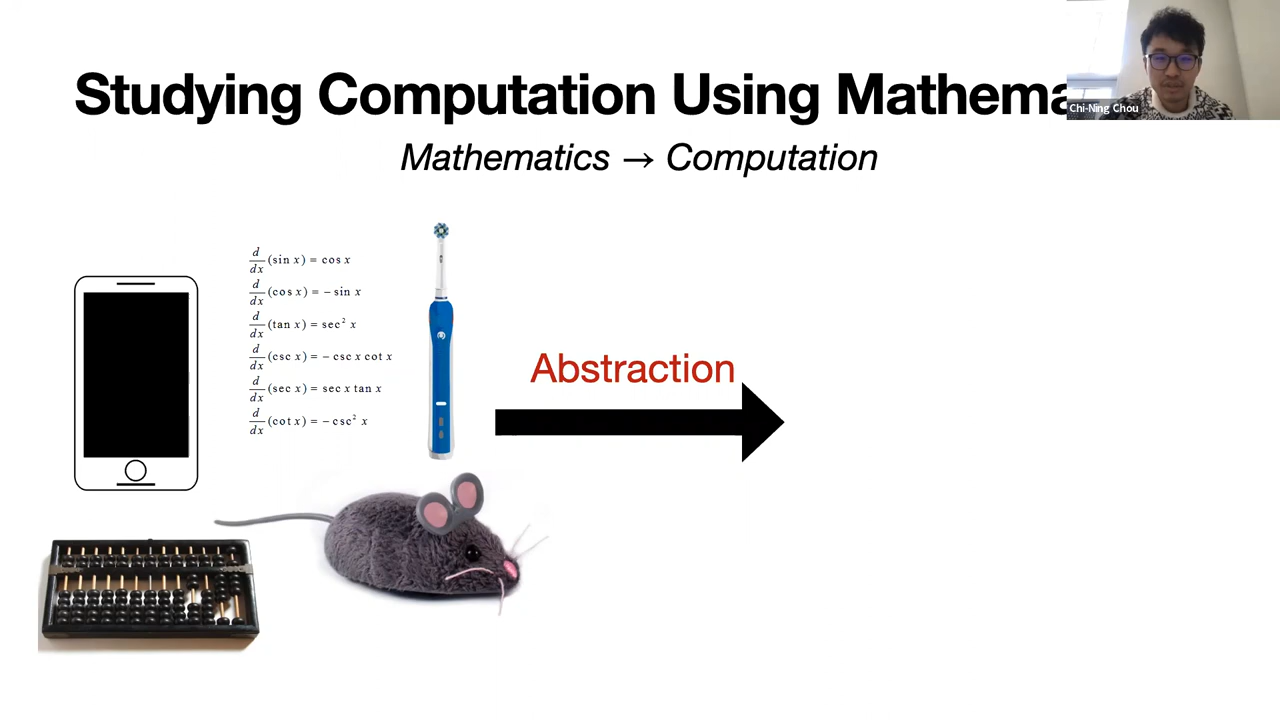 Studying Computation Using Mathema
Chi-Ning Chou
Mathematics → Computation
d/dx (sin x) = cos x
d/dx (cos x) = − sin x
d/dx (tan x) = sec² x
d/dx (csc x) = − csc x cot x
d/dx (sec x) = sec x tan x
d/dx (cot x) = − csc² x
Abstraction